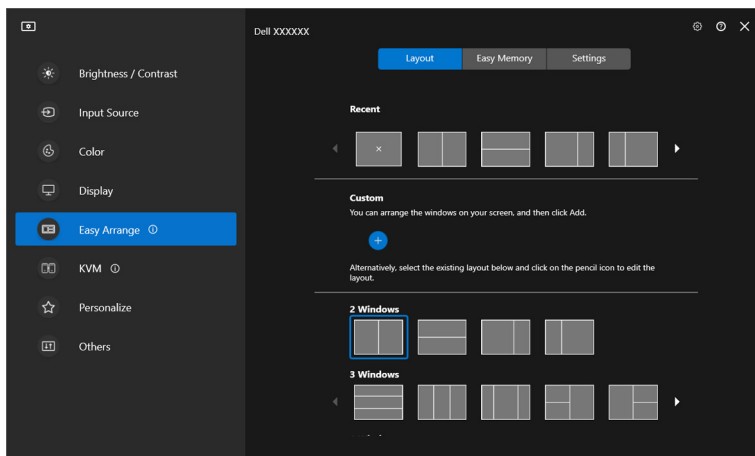 Dell XXXXXX
Brightness / Contrast
Input Source
Color
Display
Easy Arrange
KVM
Personalize
Others
Layout
Easy Memory
Settings
Recent
Custom
You can arrange the windows on your screen, and then click Add.
Alternatively, select the existing layout below and click on the pencil icon to edit the
layout.
2 Windows
3 Windows